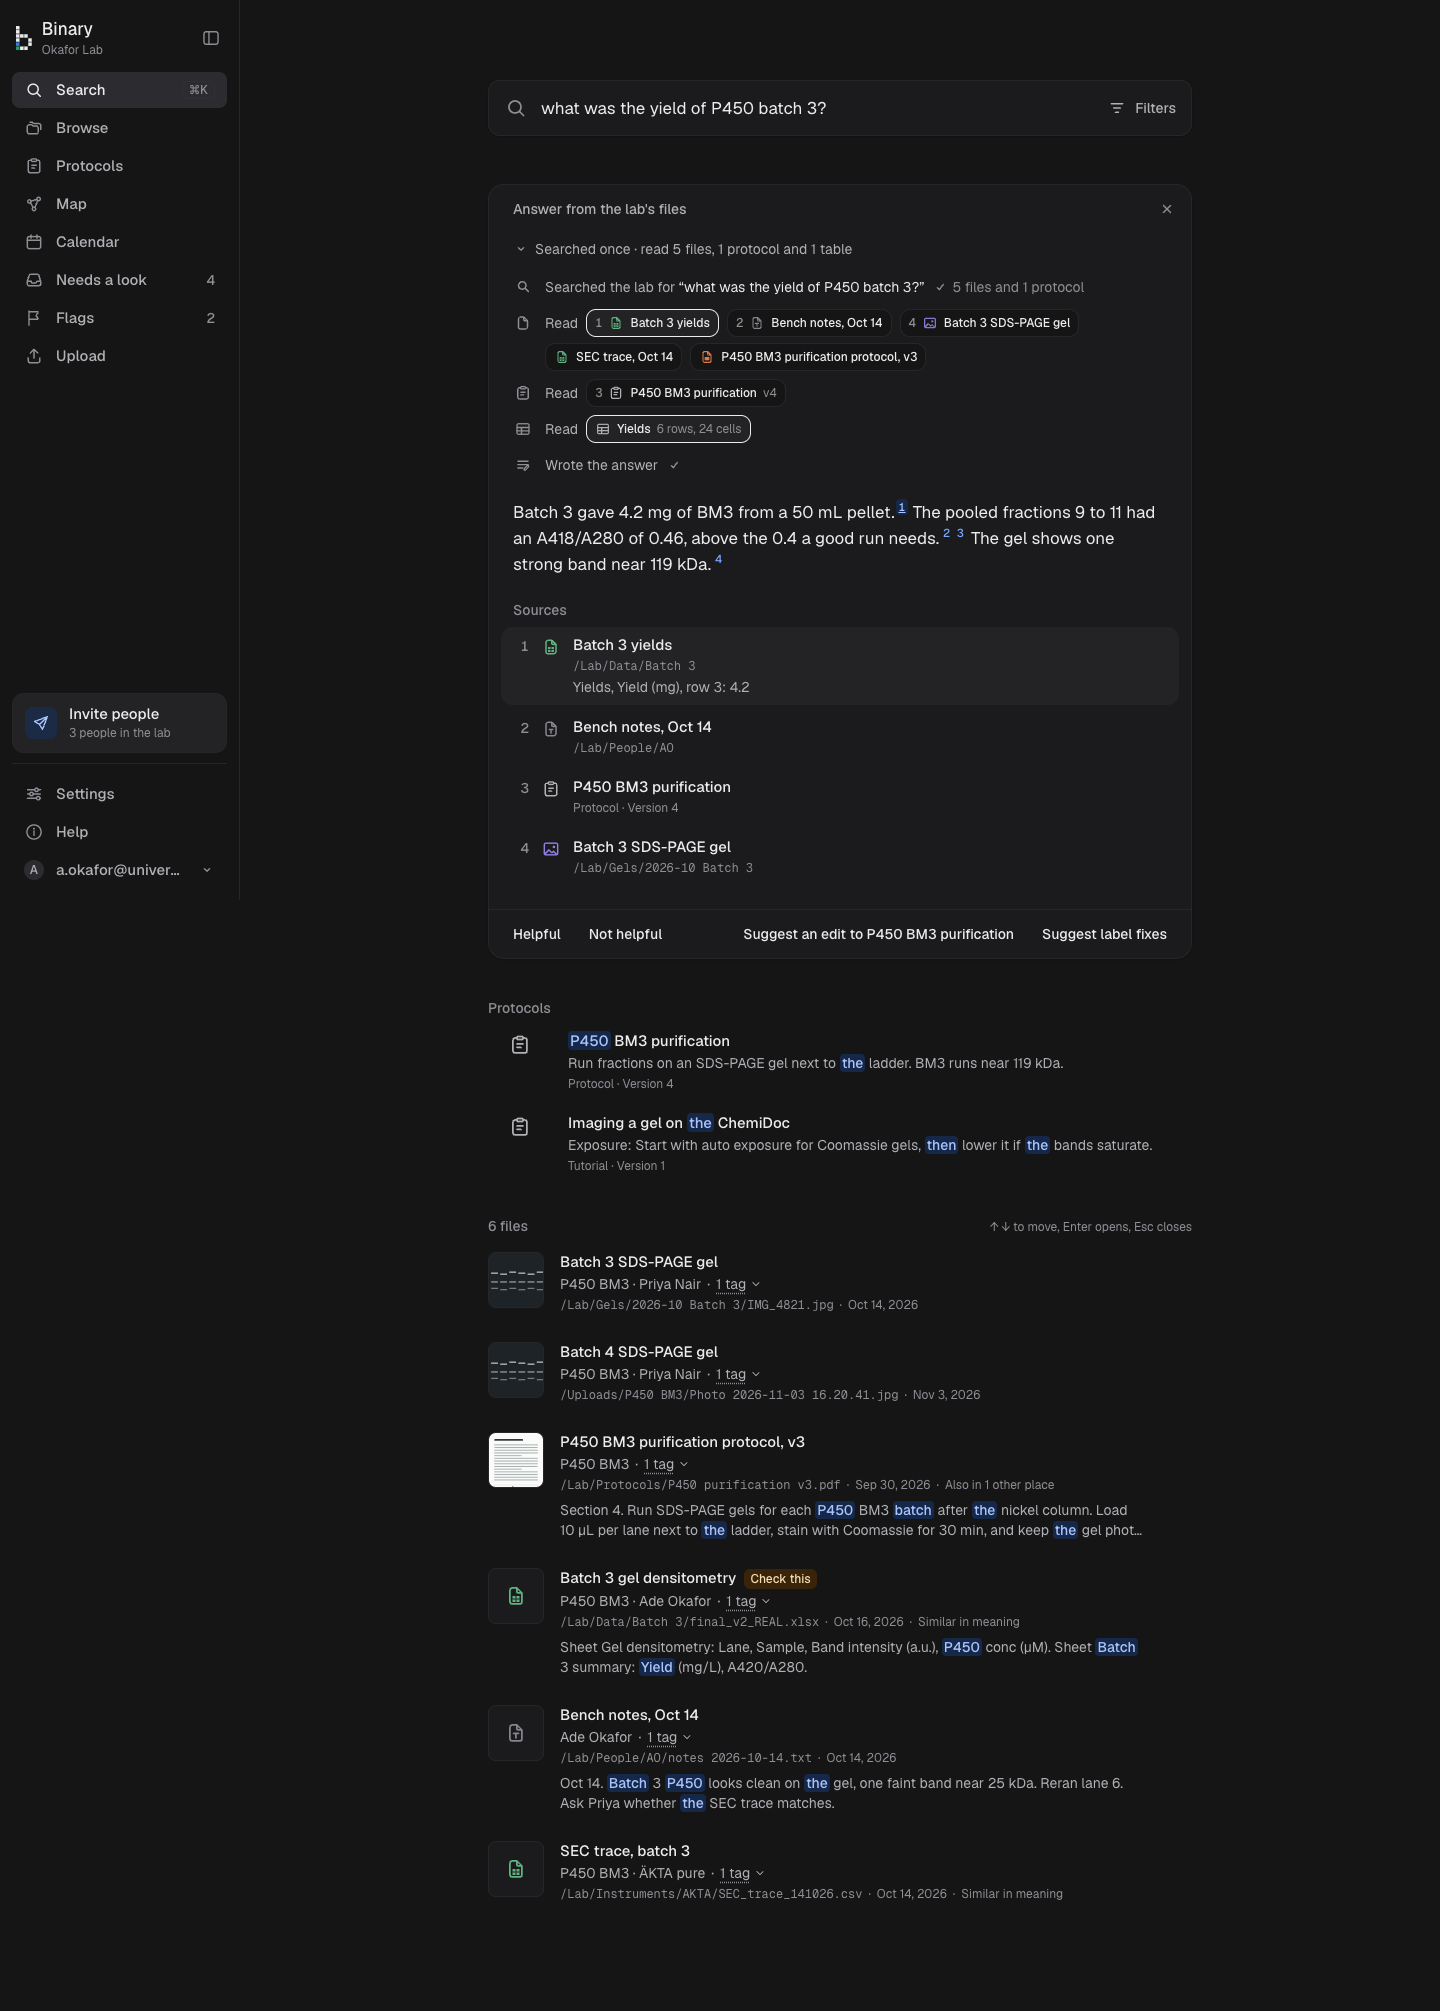 Binary
Okafor Lab
Search ⌘K
Browse
Protocols
Map
Calendar
Needs a look 4
Flags 2
Upload
Invite people
3 people in the lab
Settings
Help
A a.okafor@univer...
what was the yield of P450 batch 3?
Filters
Answer from the lab's files
Searched once · read 5 files, 1 protocol and 1 table
Searched the lab for “what was the yield of P450 batch 3?” 5 files and 1 protocol
Read 1 Batch 3 yields 2 Bench notes, Oct 14 4 Batch 3 SDS-PAGE gel
SEC trace, Oct 14 P450 BM3 purification protocol, v3
Read 3 P450 BM3 purification v4
Read Yields 6 rows, 24 cells
Wrote the answer
Batch 3 gave 4.2 mg of BM3 from a 50 mL pellet. 1 The pooled fractions 9 to 11 had
an A418/A280 of 0.46, above the 0.4 a good run needs. 2 3 The gel shows one
strong band near 119 kDa. 4
Sources
1 Batch 3 yields
/Lab/Data/Batch 3
Yields, Yield (mg), row 3: 4.2
2 Bench notes, Oct 14
/Lab/People/AO
3 P450 BM3 purification
Protocol · Version 4
4 Batch 3 SDS-PAGE gel
/Lab/Gels/2026-10 Batch 3
Helpful Not helpful Suggest an edit to P450 BM3 purification Suggest label fixes
Protocols
P450 BM3 purification
Run fractions on an SDS-PAGE gel next to the ladder. BM3 runs near 119 kDa.
Protocol · Version 4
Imaging a gel on the ChemiDoc
Exposure: Start with auto exposure for Coomassie gels, then lower it if the bands saturate.
Tutorial · Version 1
6 files ↑↓ to move, Enter opens, Esc closes
Batch 3 SDS-PAGE gel
P450 BM3 · Priya Nair · 1 tag
/Lab/Gels/2026-10 Batch 3/IMG_4821.jpg · Oct 14, 2026
Batch 4 SDS-PAGE gel
P450 BM3 · Priya Nair · 1 tag
/Uploads/P450 BM3/Photo 2026-11-03 16.20.41.jpg · Nov 3, 2026
P450 BM3 purification protocol, v3
P450 BM3 · 1 tag
/Lab/Protocols/P450 purification v3.pdf · Sep 30, 2026 · Also in 1 other place
Section 4. Run SDS-PAGE gels for each P450 BM3 batch after the nickel column. Load
10 µL per lane next to the ladder, stain with Coomassie for 30 min, and keep the gel phot...
Batch 3 gel densitometry Check this
P450 BM3 · Ade Okafor · 1 tag
/Lab/Data/Batch 3/final_v2_REAL.xlsx · Oct 16, 2026 · Similar in meaning
Sheet Gel densitometry: Lane, Sample, Band intensity (a.u.), P450 conc (µM). Sheet Batch
3 summary: Yield (mg/L), A420/A280.
Bench notes, Oct 14
Ade Okafor · 1 tag
/Lab/People/AO/notes 2026-10-14.txt · Oct 14, 2026
Oct 14. Batch 3 P450 looks clean on the gel, one faint band near 25 kDa. Reran lane 6.
Ask Priya whether the SEC trace matches.
SEC trace, batch 3
P450 BM3 · ÄKTA pure · 1 tag
/Lab/Instruments/AKTA/SEC_trace_141026.csv · Oct 14, 2026 · Similar in meaning